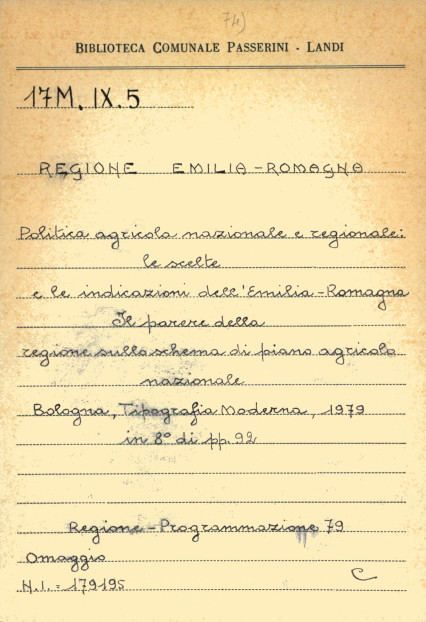 74)
BIBLIOTECA COMUNALE PASSERINI - LANDI
17M. IX. 5
REGIONE EMILIA-ROMAGNA
Politica agricola nazionale e regionale:
le scelte
e le indicazioni dell'Emilia-Romagna
Il parere della
regione sullo schema di piano agricolo
nazionale
Bologna, Tipografia Moderna, 1979
in 8° di pp. 92
Regione-Programmazione 79
Omaggio
N.I. = 179195
C